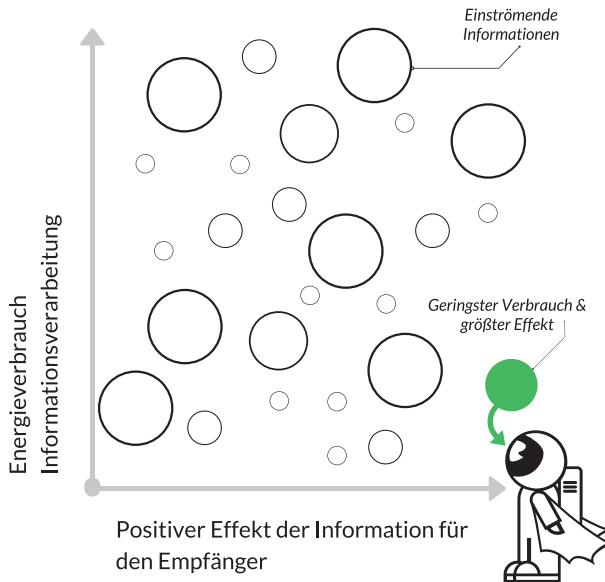 Einströmende
Informationen
Energieverbrauch
Informationsverarbeitung
Geringster Verbrauch &
größter Effekt
Positiver Effekt der Information für
den Empfänger